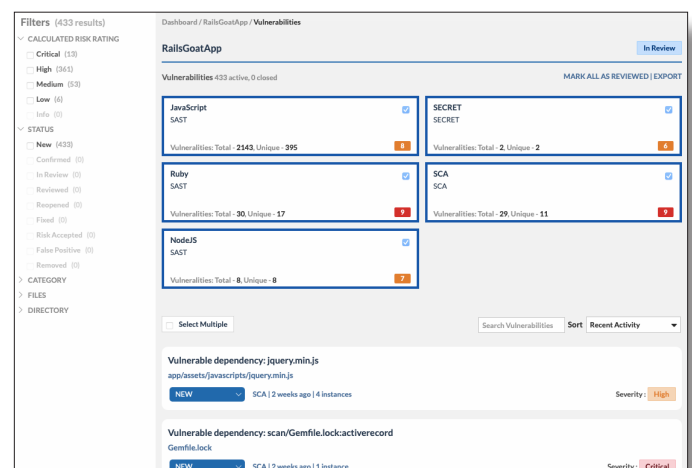 Filters (433 results)
CALCULATED RISK RATING
Critical (13)
High (361)
Medium (53)
Low (6)
Info (0)
STATUS
New (433)
Confirmed (0)
In Review (0)
Reviewed (0)
Reopened (0)
Fixed (0)
Risk Accepted (0)
False Positive (0)
Removed (0)
CATEGORY
FILES
DIRECTORY
Dashboard / RailsGoatApp / Vulnerabilities
RailsGoatApp
In Review
Vulnerabilities 433 active, 0 closed
MARK ALL AS REVIEWED | EXPORT
JavaScript
SAST
Vulneralities: Total - 2143, Unique - 395
8
SECRET
SECRET
Vulneralities: Total - 2, Unique - 2
6
Ruby
SAST
Vulneralities: Total - 30, Unique - 17
9
SCA
SCA
Vulneralities: Total - 29, Unique - 11
9
NodeJS
SAST
Vulneralities: Total - 8, Unique - 8
7
Select Multiple
Search Vulnerabilities
Sort
Recent Activity
Vulnerable dependency: jquery.min.js
app/assets/javascripts/jquery.min.js
NEW
SCA | 2 weeks ago | 4 instances
Severity : High
Vulnerable dependency: scan/Gemfile.lock:activerecord
Gemfile.lock
NEW
SCA | 2 weeks ago | 1 instance
Severity : Critical